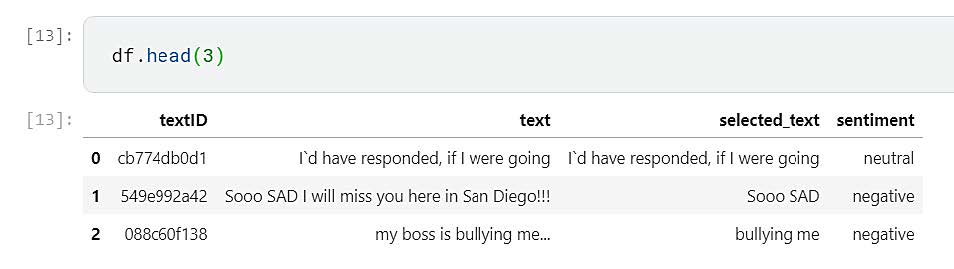 [13]:
df.head(3)
[13]:
textID text selected_text sentiment
0 cb774db0d1 I`d have responded, if I were going I`d have responded, if I were going neutral
1 549e992a42 Sooo SAD I will miss you here in San Diego!!! Sooo SAD negative
2 088c60f138 my boss is bullying me... bullying me negative